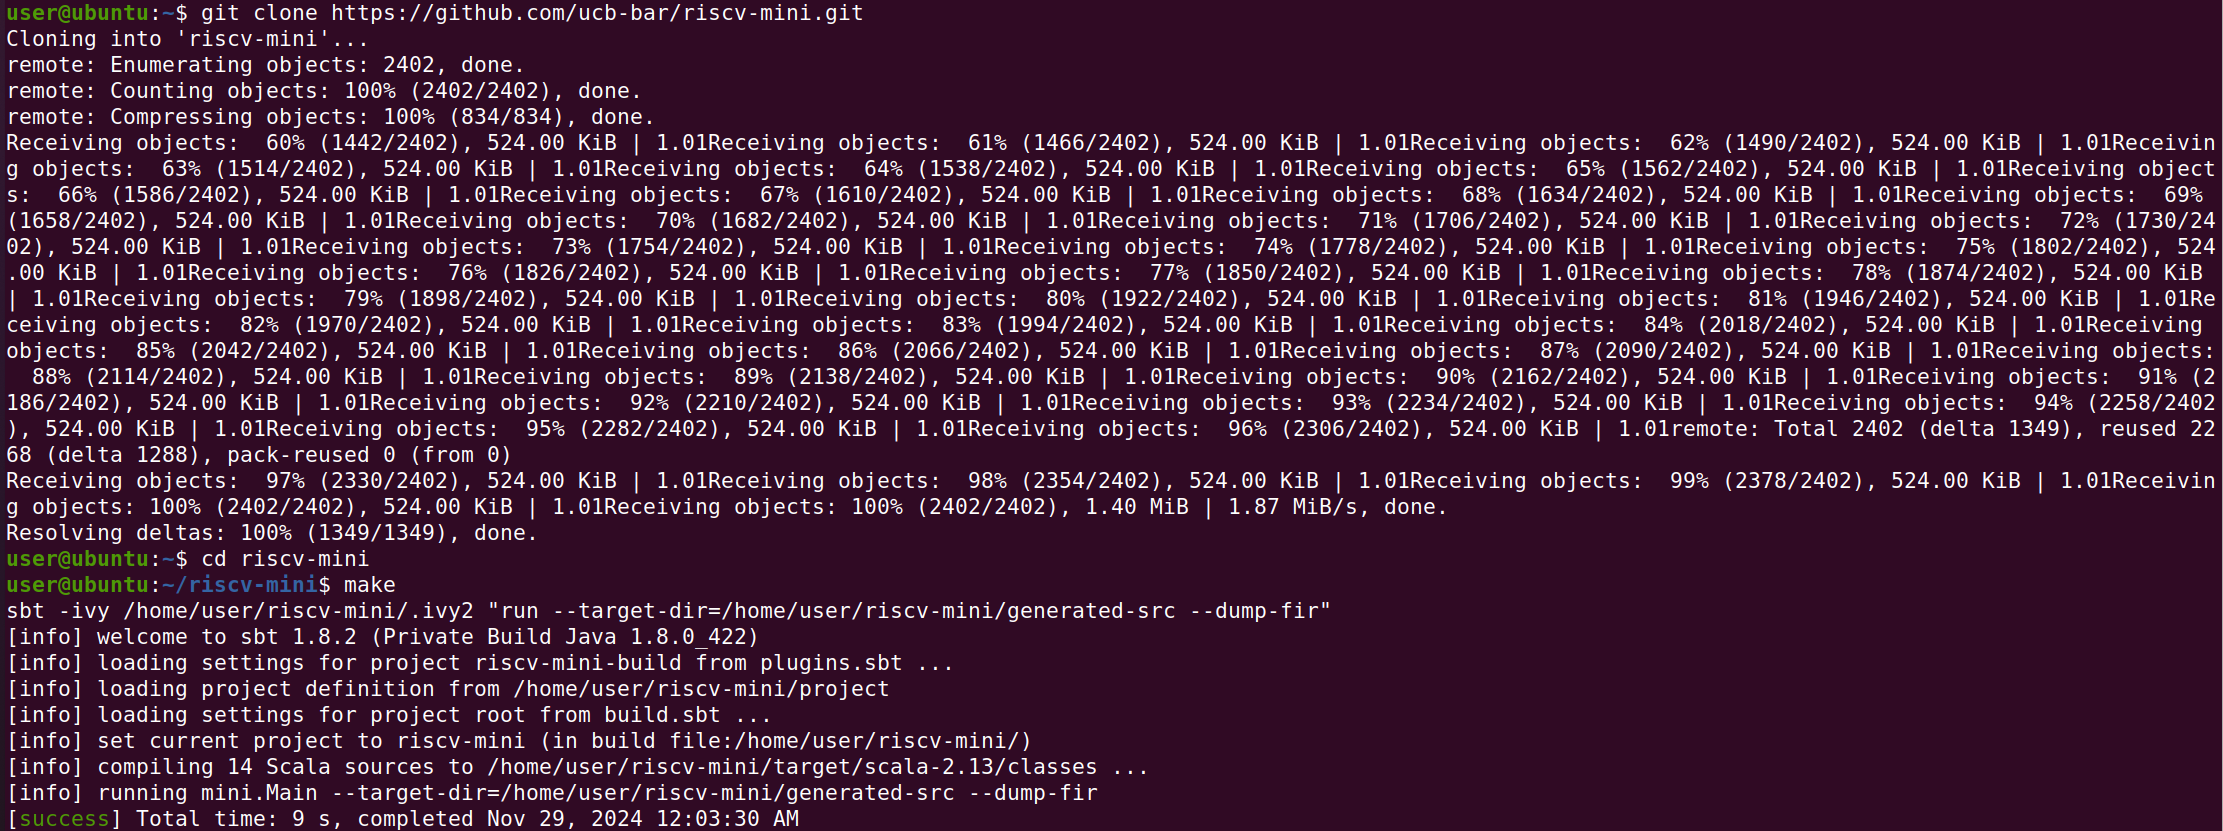 user@ubuntu:~$ git clone https://github.com/ucb-bar/riscv-mini.git
Cloning into 'riscv-mini'...
remote: Enumerating objects: 2402, done.
remote: Counting objects: 100% (2402/2402), done.
remote: Compressing objects: 100% (834/834), done.
Receiving objects:  60% (1442/2402), 524.00 KiB | 1.01Receiving objects:  61% (1466/2402), 524.00 KiB | 1.01Receiving objects:  62% (1490/2402), 524.00 KiB | 1.01Receivin
g objects:  63% (1514/2402), 524.00 KiB | 1.01Receiving objects:  64% (1538/2402), 524.00 KiB | 1.01Receiving objects:  65% (1562/2402), 524.00 KiB | 1.01Receiving object
s:  66% (1586/2402), 524.00 KiB | 1.01Receiving objects:  67% (1610/2402), 524.00 KiB | 1.01Receiving objects:  68% (1634/2402), 524.00 KiB | 1.01Receiving objects:  69%
(1658/2402), 524.00 KiB | 1.01Receiving objects:  70% (1682/2402), 524.00 KiB | 1.01Receiving objects:  71% (1706/2402), 524.00 KiB | 1.01Receiving objects:  72% (1730/24
02), 524.00 KiB | 1.01Receiving objects:  73% (1754/2402), 524.00 KiB | 1.01Receiving objects:  74% (1778/2402), 524.00 KiB | 1.01Receiving objects:  75% (1802/2402), 524
.00 KiB | 1.01Receiving objects:  76% (1826/2402), 524.00 KiB | 1.01Receiving objects:  77% (1850/2402), 524.00 KiB | 1.01Receiving objects:  78% (1874/2402), 524.00 KiB
| 1.01Receiving objects:  79% (1898/2402), 524.00 KiB | 1.01Receiving objects:  80% (1922/2402), 524.00 KiB | 1.01Receiving objects:  81% (1946/2402), 524.00 KiB | 1.01Re
ceiving objects:  82% (1970/2402), 524.00 KiB | 1.01Receiving objects:  83% (1994/2402), 524.00 KiB | 1.01Receiving objects:  84% (2018/2402), 524.00 KiB | 1.01Receiving
objects:  85% (2042/2402), 524.00 KiB | 1.01Receiving objects:  86% (2066/2402), 524.00 KiB | 1.01Receiving objects:  87% (2090/2402), 524.00 KiB | 1.01Receiving objects:
  88% (2114/2402), 524.00 KiB | 1.01Receiving objects:  89% (2138/2402), 524.00 KiB | 1.01Receiving objects:  90% (2162/2402), 524.00 KiB | 1.01Receiving objects:  91% (2
186/2402), 524.00 KiB | 1.01Receiving objects:  92% (2210/2402), 524.00 KiB | 1.01Receiving objects:  93% (2234/2402), 524.00 KiB | 1.01Receiving objects:  94% (2258/2402
), 524.00 KiB | 1.01Receiving objects:  95% (2282/2402), 524.00 KiB | 1.01Receiving objects:  96% (2306/2402), 524.00 KiB | 1.01remote: Total 2402 (delta 1349), reused 22
68 (delta 1288), pack-reused 0 (from 0)
Receiving objects:  97% (2330/2402), 524.00 KiB | 1.01Receiving objects:  98% (2354/2402), 524.00 KiB | 1.01Receiving objects:  99% (2378/2402), 524.00 KiB | 1.01Receivin
g objects: 100% (2402/2402), 524.00 KiB | 1.01Receiving objects: 100% (2402/2402), 1.40 MiB | 1.87 MiB/s, done.
Resolving deltas: 100% (1349/1349), done.
user@ubuntu:~$ cd riscv-mini
user@ubuntu:~/riscv-mini$ make
sbt -ivy /home/user/riscv-mini/.ivy2 "run --target-dir=/home/user/riscv-mini/generated-src --dump-fir"
[info] welcome to sbt 1.8.2 (Private Build Java 1.8.0_422)
[info] loading settings for project riscv-mini-build from plugins.sbt ...
[info] loading project definition from /home/user/riscv-mini/project
[info] loading settings for project root from build.sbt ...
[info] set current project to riscv-mini (in build file:/home/user/riscv-mini/)
[info] compiling 14 Scala sources to /home/user/riscv-mini/target/scala-2.13/classes ...
[info] running mini.Main --target-dir=/home/user/riscv-mini/generated-src --dump-fir
[success] Total time: 9 s, completed Nov 29, 2024 12:03:30 AM